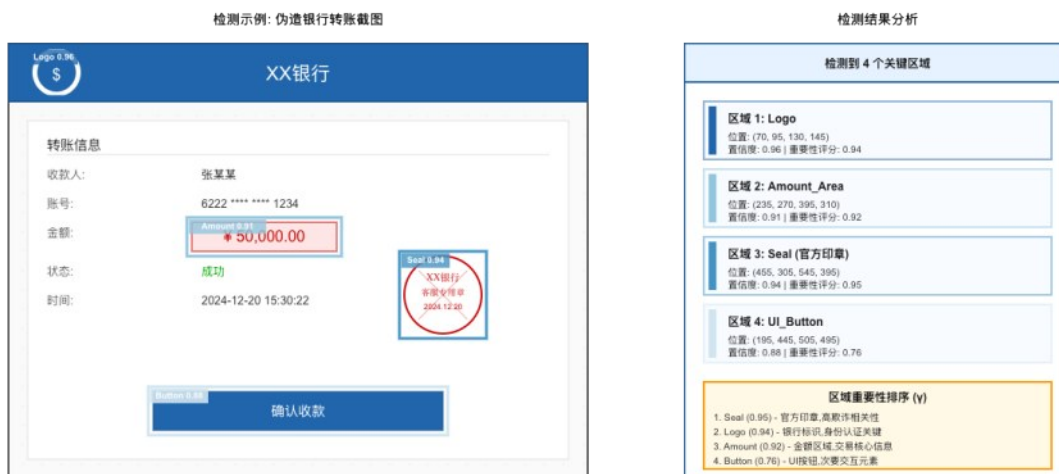 检测示例: 伪造银行转账截图
Logo 0.96
$
XX银行
转账信息
收款人:
张某某
账号:
6222 **** **** 1234
金额:
Amount 0.91
¥ 50,000.00
状态:
成功
时间:
2024-12-20 15:30:22
Seal 0.94
XX银行
客服专用章
2024.12.20
Button 0.88
确认收款
检测结果分析
检测到 4 个关键区域
区域 1: Logo
位置: (70, 95, 130, 145)
置信度: 0.96 | 重要性评分: 0.94
区域 2: Amount_Area
位置: (235, 270, 395, 310)
置信度: 0.91 | 重要性评分: 0.92
区域 3: Seal (官方印章)
位置: (455, 305, 545, 395)
置信度: 0.94 | 重要性评分: 0.95
区域 4: UI_Button
位置: (195, 445, 505, 495)
置信度: 0.88 | 重要性评分: 0.76
区域重要性排序 (γ)
1. Seal (0.95) - 官方印章,高欺诈相关性
2. Logo (0.94) - 银行标识,身份认证关键
3. Amount (0.92) - 金额区域,交易核心信息
4. Button (0.76) - UI按钮,次要交互元素